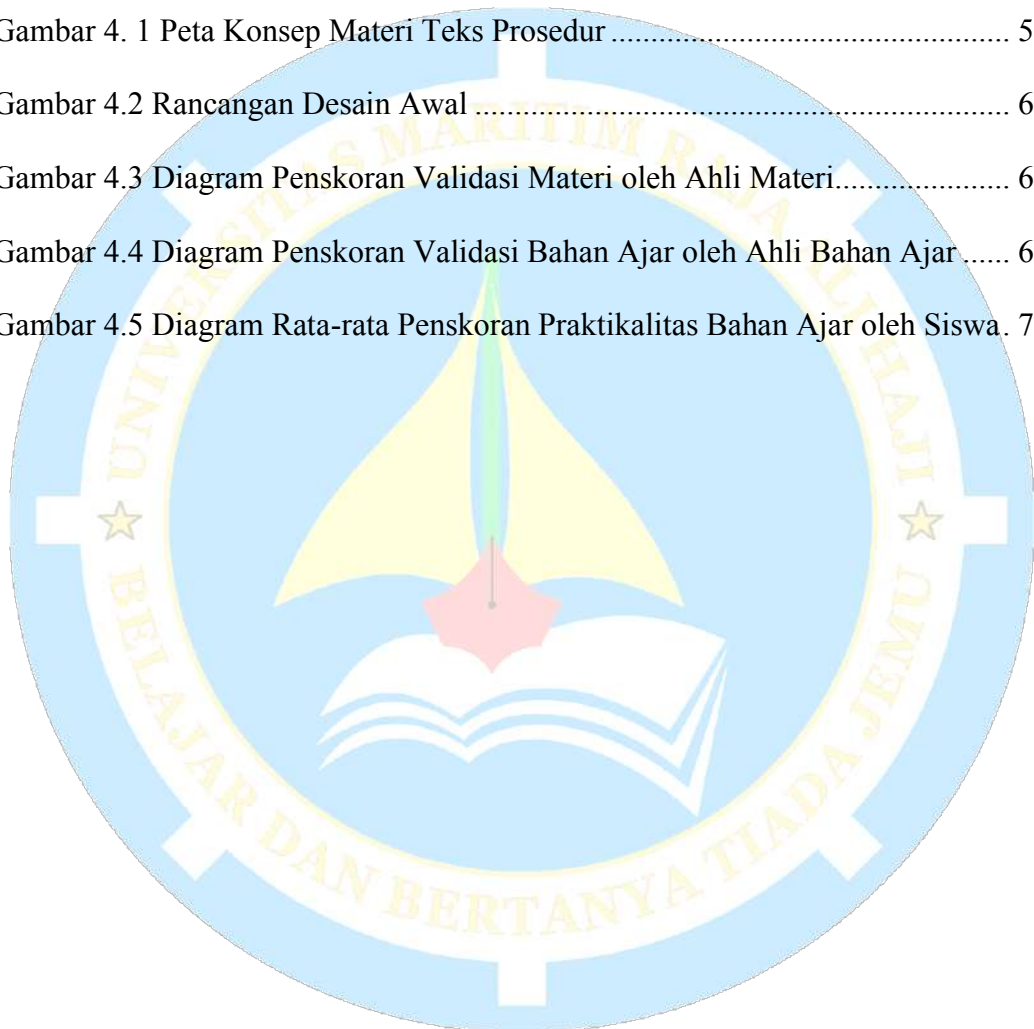 Gambar 4. 1 Peta Konsep Materi Teks Prosedur .................................................. 5
Gambar 4.2 Rancangan Desain Awal ................................................................... 6
Gambar 4.3 Diagram Penskoran Validasi Materi oleh Ahli Materi...................... 6
Gambar 4.4 Diagram Penskoran Validasi Bahan Ajar oleh Ahli Bahan Ajar...... 6
Gambar 4.5 Diagram Rata-rata Penskoran Praktikalitas Bahan Ajar oleh Siswa. 7
UNIVERSITAS MARITIM RAJA ALI HAJI
BELAJAR DAN BERTANYA TIADA JEMU